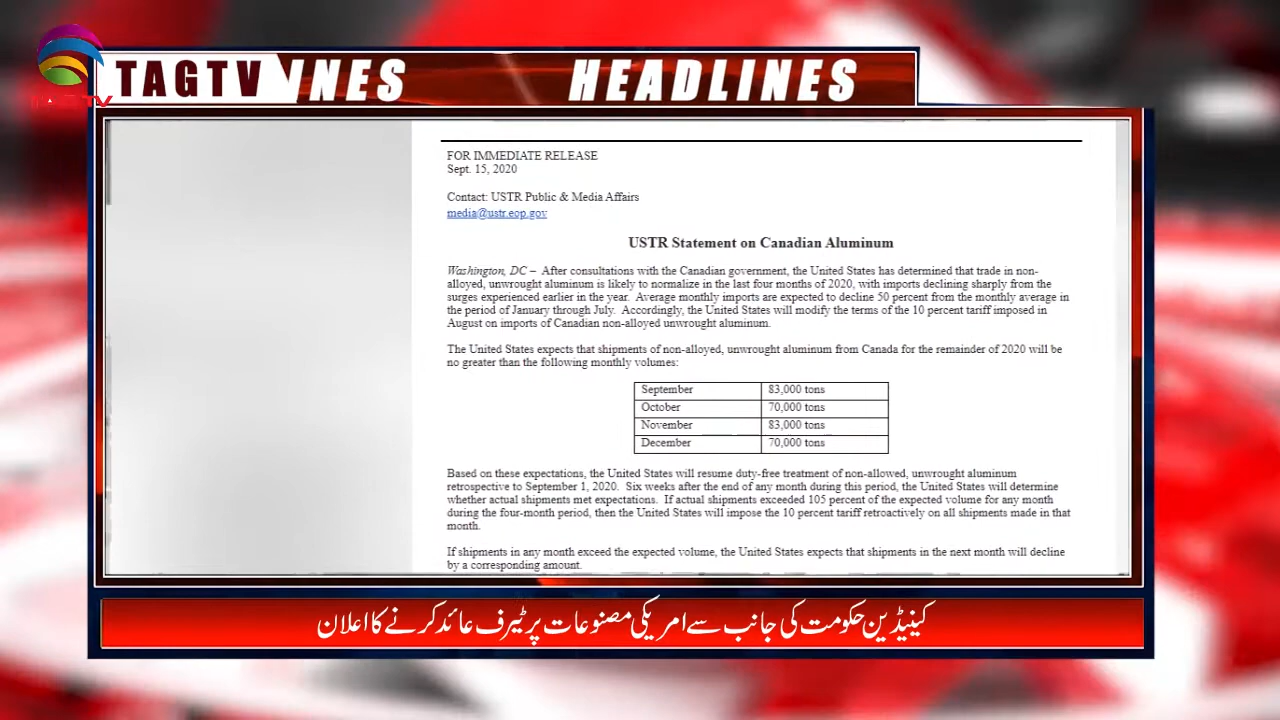 TAGTV INES HEADLINES
TAG TV
FOR IMMEDIATE RELEASE
Sept. 15, 2020
Contact: USTR Public & Media Affairs
media@ustr.eop.gov
USTR Statement on Canadian Aluminum
Washington, DC – After consultations with the Canadian government, the United States has determined that trade in non-
alloyed, unwrought aluminum is likely to normalize in the last four months of 2020, with imports declining sharply from the
surges experienced earlier in the year. Average monthly imports are expected to decline 50 percent from the monthly average in
the period of January through July. Accordingly, the United States will modify the terms of the 10 percent tariff imposed in
August on imports of Canadian non-alloyed unwrought aluminum.
The United States expects that shipments of non-alloyed, unwrought aluminum from Canada for the remainder of 2020 will be
no greater than the following monthly volumes:
September 83,000 tons
October 70,000 tons
November 83,000 tons
December 70,000 tons
Based on these expectations, the United States will resume duty-free treatment of non-allowed, unwrought aluminum
retrospective to September 1, 2020. Six weeks after the end of any month during this period, the United States will determine
whether actual shipments met expectations. If actual shipments exceeded 105 percent of the expected volume for any month
during the four-month period, then the United States will impose the 10 percent tariff retroactively on all shipments made in that
month.
If shipments in any month exceed the expected volume, the United States expects that shipments in the next month will decline
by a corresponding amount.
کینیڈین حکومت کی جانب سے امریکی مصنوعات پر ٹیرف عائد کرنے کا اعلان